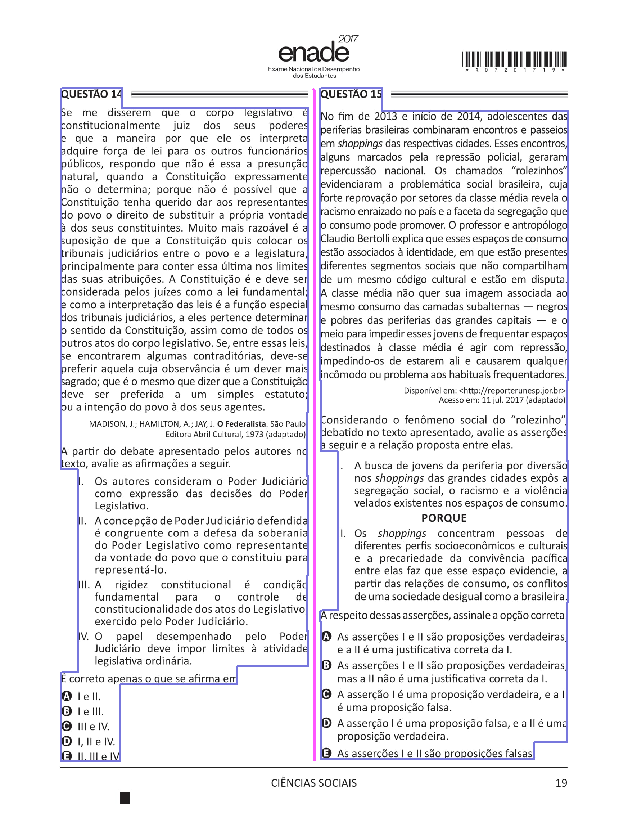 enade 2017
Exame Nacional de Desempenho
dos Estudantes
*R07201719*
QUESTÃO 14
Se me disserem que o corpo legislativo é
constitucionalmente juiz dos seus poderes
e que a maneira por que ele os interpreta
adquire força de lei para os outros funcionários
públicos, respondo que não é essa a presunção
natural, quando a Constituição expressamente
não o determina; porque não é possível que a
Constituição tenha querido dar aos representantes
do povo o direito de substituir a própria vontade
à dos seus constituintes. Muito mais razoável é a
suposição de que a Constituição quis colocar os
tribunais judiciários entre o povo e a legislatura,
principalmente para conter essa última nos limites
das suas atribuições. A Constituição é e deve ser
considerada pelos juízes como a lei fundamental;
e como a interpretação das leis é a função especial
dos tribunais judiciários, a eles pertence determinar
o sentido da Constituição, assim como de todos os
outros atos do corpo legislativo. Se, entre essas leis,
se encontrarem algumas contraditórias, deve-se
preferir aquela cuja observância é um dever mais
sagrado; que é o mesmo que dizer que a Constituição
deve ser preferida a um simples estatuto;
ou a intenção do povo à dos seus agentes.
MADISON, J.; HAMILTON, A.; JAY, J. O Federalista. São Paulo:
Editora Abril Cultural, 1973 (adaptado).
A partir do debate apresentado pelos autores no
texto, avalie as afirmações a seguir.
I. Os autores consideram o Poder Judiciário
como expressão das decisões do Poder
Legislativo.
II. A concepção de Poder Judiciário defendida
é congruente com a defesa da soberania
do Poder Legislativo como representante
da vontade do povo que o constituiu para
representá-lo.
III. A rigidez constitucional é condição
fundamental para o controle de
constitucionalidade dos atos do Legislativo
exercido pelo Poder Judiciário.
IV. O papel desempenhado pelo Poder
Judiciário deve impor limites à atividade
legislativa ordinária.
É correto apenas o que se afirma em
A I e II.
B I e III.
C III e IV.
D I, II e IV.
E II, III e IV.
QUESTÃO 15
No fim de 2013 e início de 2014, adolescentes das
periferias brasileiras combinaram encontros e passeios
em shoppings das respectivas cidades. Esses encontros,
alguns marcados pela repressão policial, geraram
repercussão nacional. Os chamados “rolezinhos”
evidenciaram a problemática social brasileira, cuja
forte reprovação por setores da classe média revela o
racismo enraizado no país e a faceta da segregação que
o consumo pode promover. O professor e antropólogo
Claudio Bertolli explica que esses espaços de consumo
estão associados à identidade, em que estão presentes
diferentes segmentos sociais que não compartilham
de um mesmo código cultural e estão em disputa.
A classe média não quer sua imagem associada ao
mesmo consumo das camadas subalternas — negros
e pobres das periferias das grandes capitais — e o
meio para impedir esses jovens de frequentar espaços
destinados à classe média é agir com repressão,
impedindo-os de estarem ali e causarem qualquer
incômodo ou problema aos habituais frequentadores.
Disponível em: <http://reporterunesp.jor.br>.
Acesso em: 11 jul. 2017 (adaptado).
Considerando o fenômeno social do “rolezinho”,
debatido no texto apresentado, avalie as asserções
a seguir e a relação proposta entre elas.
I. A busca de jovens da periferia por diversão
nos shoppings das grandes cidades expôs a
segregação social, o racismo e a violência
velados existentes nos espaços de consumo.
PORQUE
II. Os shoppings concentram pessoas de
diferentes perfis socioeconômicos e culturais
e a precariedade da convivência pacífica
entre elas faz que esse espaço evidencie, a
partir das relações de consumo, os conflitos
de uma sociedade desigual como a brasileira.
A respeito dessas asserções, assinale a opção correta.
A As asserções I e II são proposições verdadeiras,
e a II é uma justificativa correta da I.
B As asserções I e II são proposições verdadeiras,
mas a II não é uma justificativa correta da I.
C A asserção I é uma proposição verdadeira, e a II
é uma proposição falsa.
D A asserção I é uma proposição falsa, e a II é uma
proposição verdadeira.
E As asserções I e II são proposições falsas.
CIÊNCIAS SOCIAIS
19